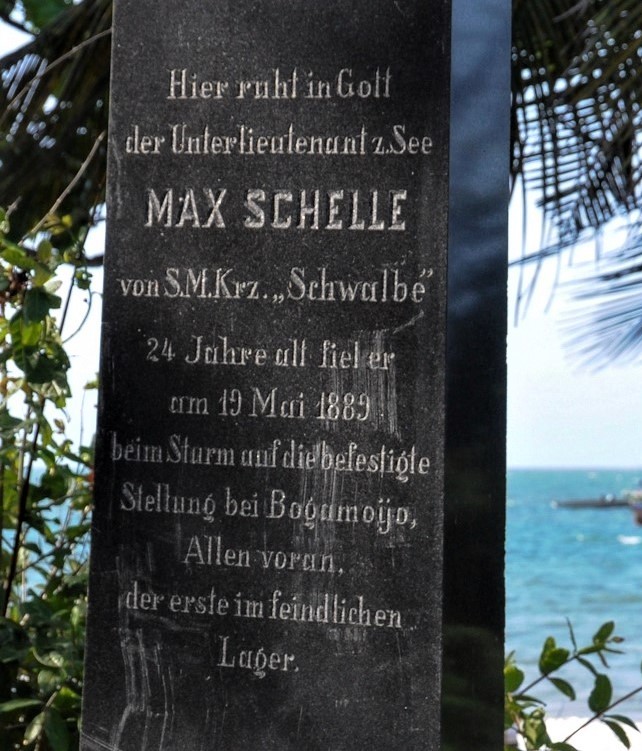 Hier ruht in Gott
der Unterlieutenant z. See
MAX SCHELLE
von S.M.Krz. „Schwalbe”
24 Jahre alt fiel er
am 19 Mai 1889
beim Sturm auf die befestigte
Stellung bei Bogamoijo,
Allen voran,
der erste im feindlichen
Lager.